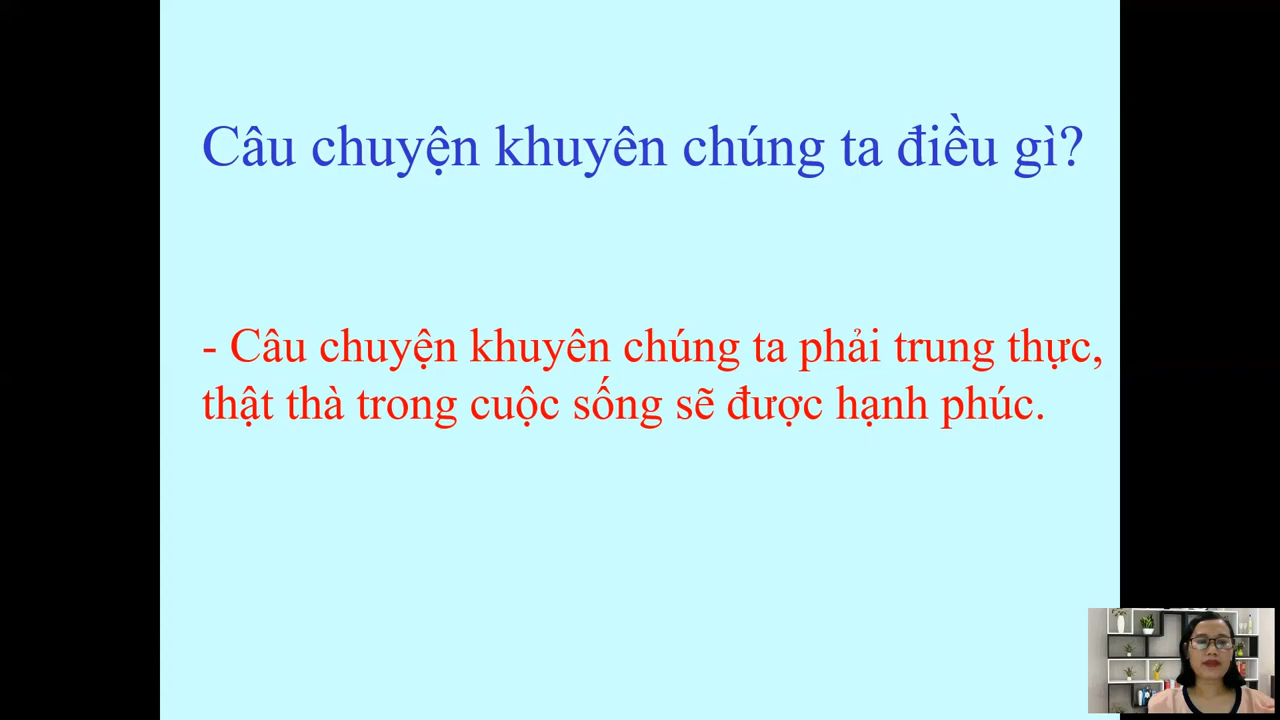 Câu chuyện khuyên chúng ta điều gì?
- Câu chuyện khuyên chúng ta phải trung thực,
thật thà trong cuộc sống sẽ được hạnh phúc.